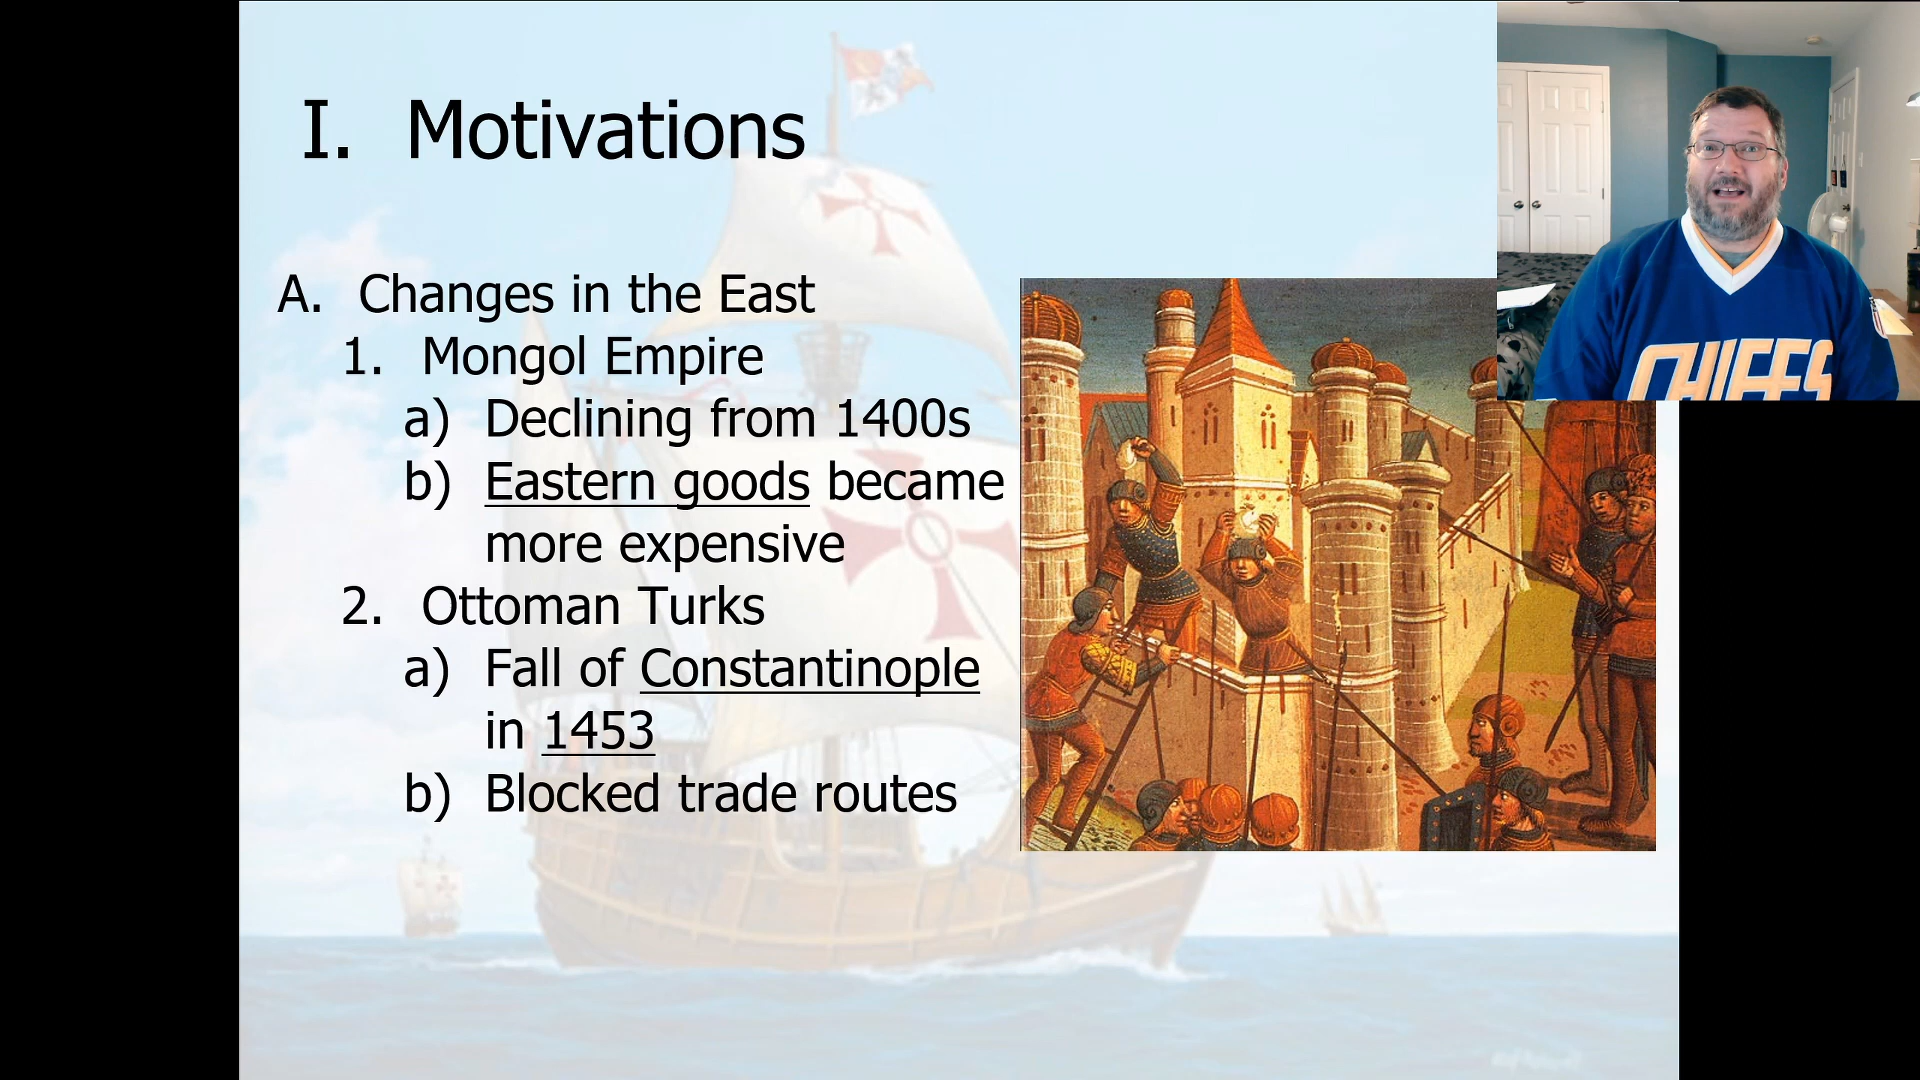 I. Motivations
A. Changes in the East
1. Mongol Empire
a) Declining from 1400s
b) Eastern goods became
more expensive
2. Ottoman Turks
a) Fall of Constantinople
in 1453
b) Blocked trade routes
CHIEFS